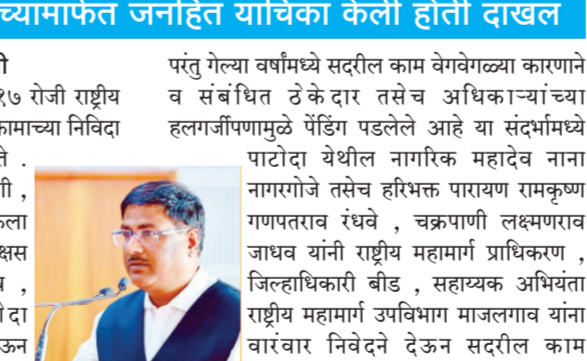 च्यामार्फत जनहित याचिका केली होती दाखल
रोजी राष्ट्रीय
कामाच्या निविदा
परंतु गेल्या वर्षांमध्ये सदरील काम वेगवेगळ्या कारणाने
व संबंधित ठेकेदार तसेच अधिकाऱ्यांच्या
हलगर्जीपणामुळे पेंडिंग पडलेले आहे या संदर्भामध्ये
पाटोदा येथील नागरिक महादेव नाना
नागरगोजे तसेच हरिभक्त पारायण रामकृष्ण
गणपतराव रंधवे , चक्रपाणी लक्ष्मणराव
जाधव यांनी राष्ट्रीय महामार्ग प्राधिकरण ,
जिल्हाधिकारी बीड , सहाय्यक अभियंता
राष्ट्रीय महामार्ग उपविभाग माजलगाव यांना
वारंवार निवेदने देऊन सदरील काम